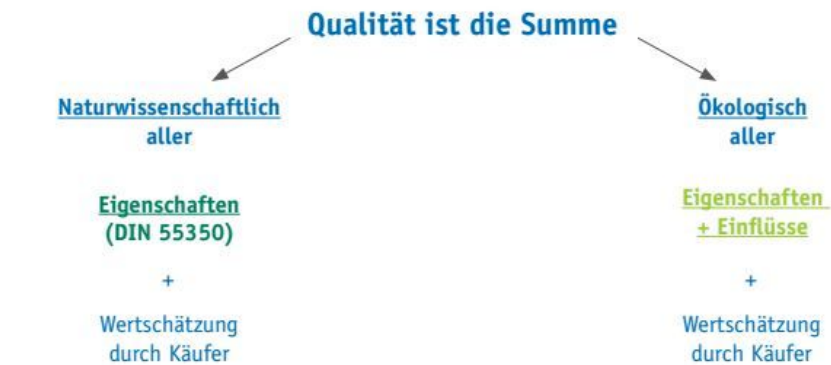 Qualität ist die Summe
Naturwissenschaftlich
aller
Eigenschaften
(DIN 55350)
+
Wertschätzung
durch Käufer
Ökologisch
aller
Eigenschaften
+ Einflüsse
+
Wertschätzung
durch Käufer